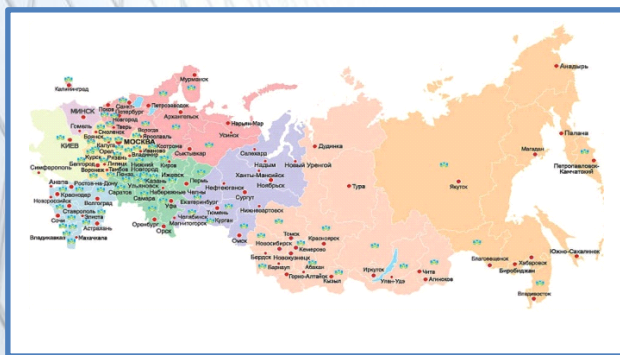 Калининград
Мурманск
Анадырь
Санкт-
Петербург
Петрозаводск
Псков
Новгород
Архангельск
МИНСК
Гомель
Смоленск
Тверь
Вологда
Ярославль
Нарьян-Мар
Усинск
Брянск
МОСКВА
Кострома
КИЕВ
Калуга
Владимир
Сыктывкар
Салехард
Дудинка
Палана
Магадан
Петропавловск-
Камчатский
Орел
Рязань
Курск
Липецк
Нижний
Новгород
Казань
Киров
Надым
Новый Уренгой
Белгород
Воронеж
Тамбов
Пенза
Ижевск
Пермь
Ханты-Мансийск
Ноябрьск
Симферополь
Ульяновск
Набережные Челны
Нефтеюганск
Сургут
Тура
Якутск
Анапа
Ростов-на-Дону
Саратов
Самара
Уфа
Екатеринбург
Тюмень
Нижневартовск
Краснодар
Новороссийск
Волгоград
Челябинск
Магнитогорск
Курган
Ставрополь
Элиста
Оренбург
Орск
Омск
Сочи
Астрахань
Владикавказ
Махачкала
Томск
Красноярск
Новосибирск
Кемерово
Бердск
Новокузнецк
Барнаул
Абакан
Горно-Алтайск
Кызыл
Иркутск
Улан-Удэ
Чита
Агинское
Благовещенск
Хабаровск
Биробиджан
Южно-Сахалинск
Владивосток